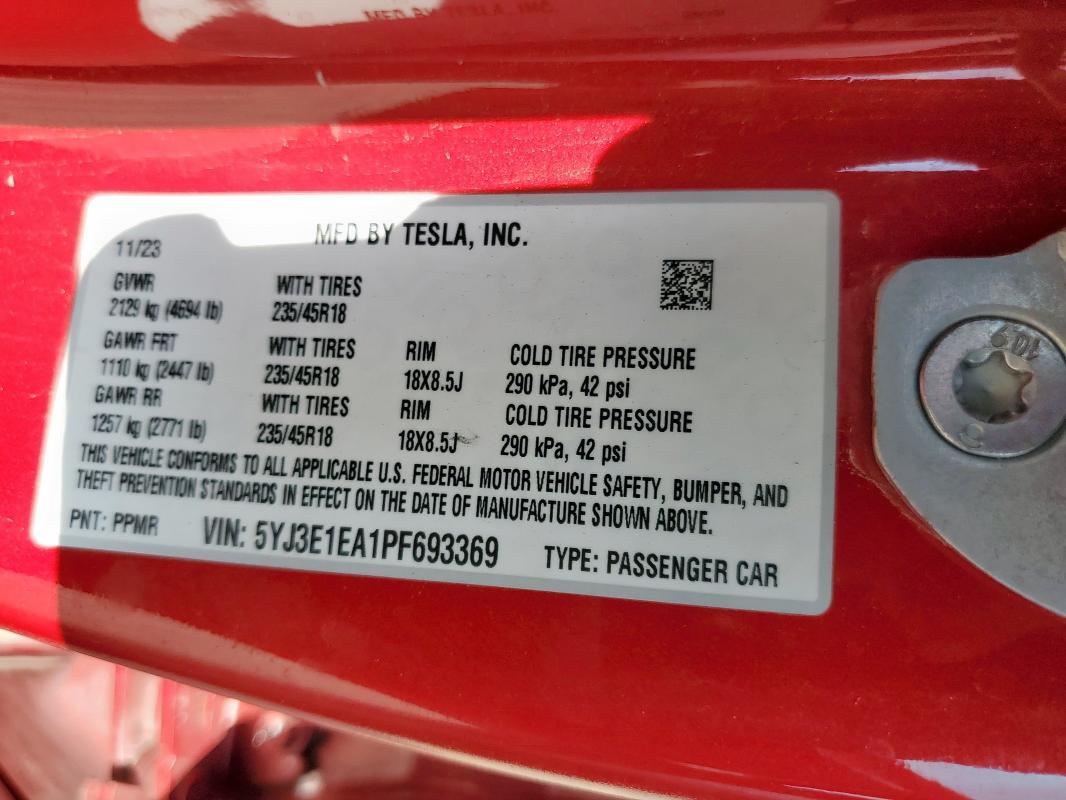 MFD BY TESLA, INC.
11/23
GVWR WITH TIRES
2129 kg (4694 lb) 235/45R18
GAWR FRT WITH TIRES RIM COLD TIRE PRESSURE
1110 kg (2447 lb) 235/45R18 18X8.5J 290 kPa, 42 psi
GAWR RR WITH TIRES RIM COLD TIRE PRESSURE
1257 kg (2771 lb) 235/45R18 18X8.5J 290 kPa, 42 psi
THIS VEHICLE CONFORMS TO ALL APPLICABLE U.S. FEDERAL MOTOR VEHICLE SAFETY, BUMPER, AND
THEFT PREVENTION STANDARDS IN EFFECT ON THE DATE OF MANUFACTURE SHOWN ABOVE.
PNT: PPMR VIN: 5YJ3E1EA1PF693369 TYPE: PASSENGER CAR
10.9